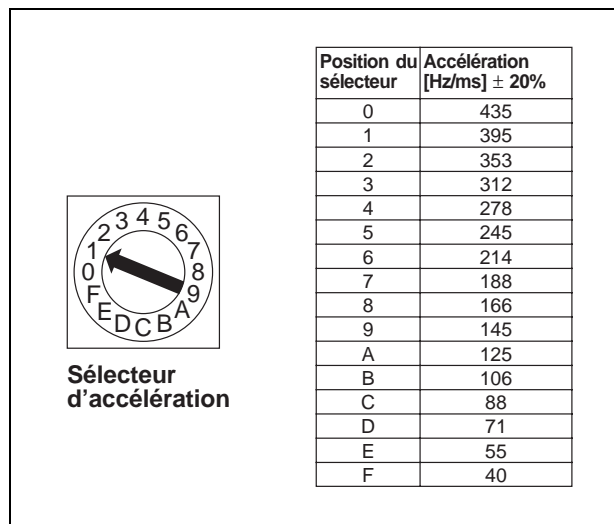 Position du sélecteur Accélération [Hz/ms] ± 20%
0 435
1 395
2 353
3 312
4 278
5 245
6 214
7 188
8 166
9 145
A 125
B 106
C 88
D 71
E 55
F 40
0 1 2 3 4 5 6 7 8 9 A B C D E F
Sélecteur
d'accélération